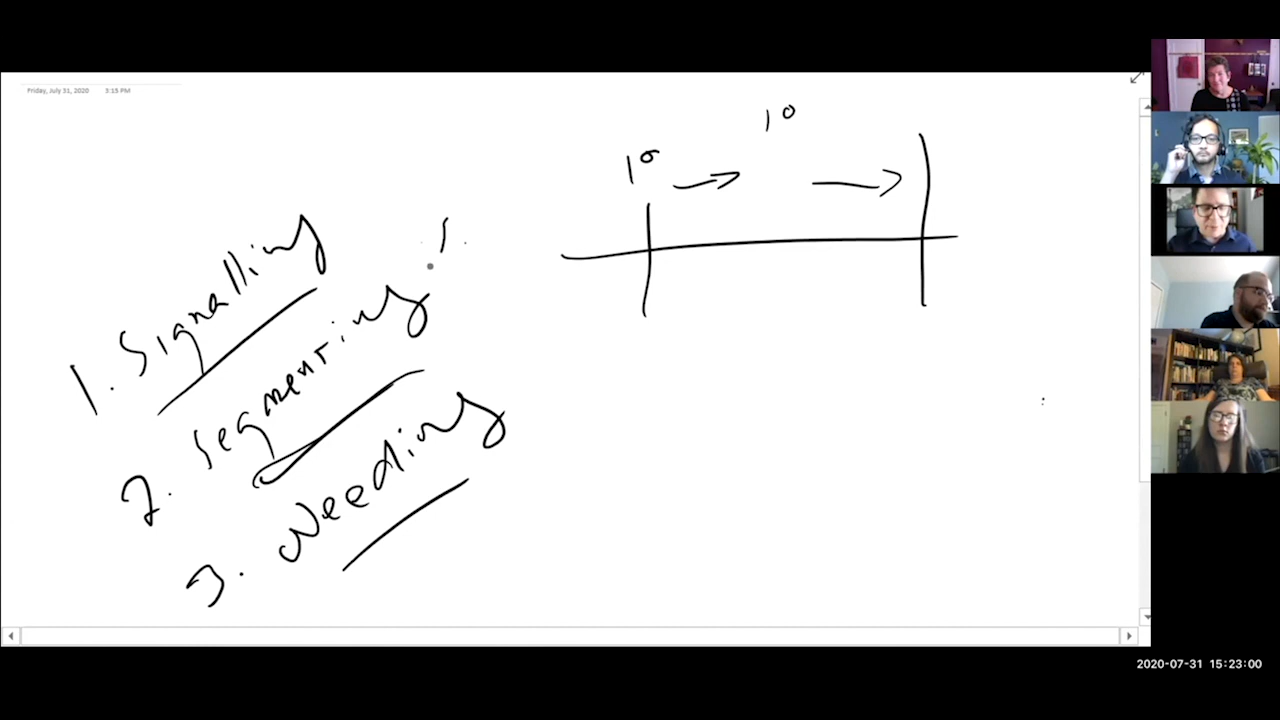 Friday, July 31, 2020 3:15 PM
10
10
1. Signalling
2. Segmenting
3. Needing
2020-07-31 15:23:00